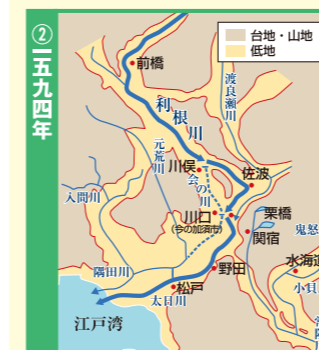 ②一五九四年
台地・山地
低地
前橋
渡良瀬川
利根川
元荒川
川俣
会の川
佐波
入間川
川口
(今の加須市)
栗橋
関宿
鬼怒
水海道
隅田川
野田
小貝
松戸
太日川
江戸湾